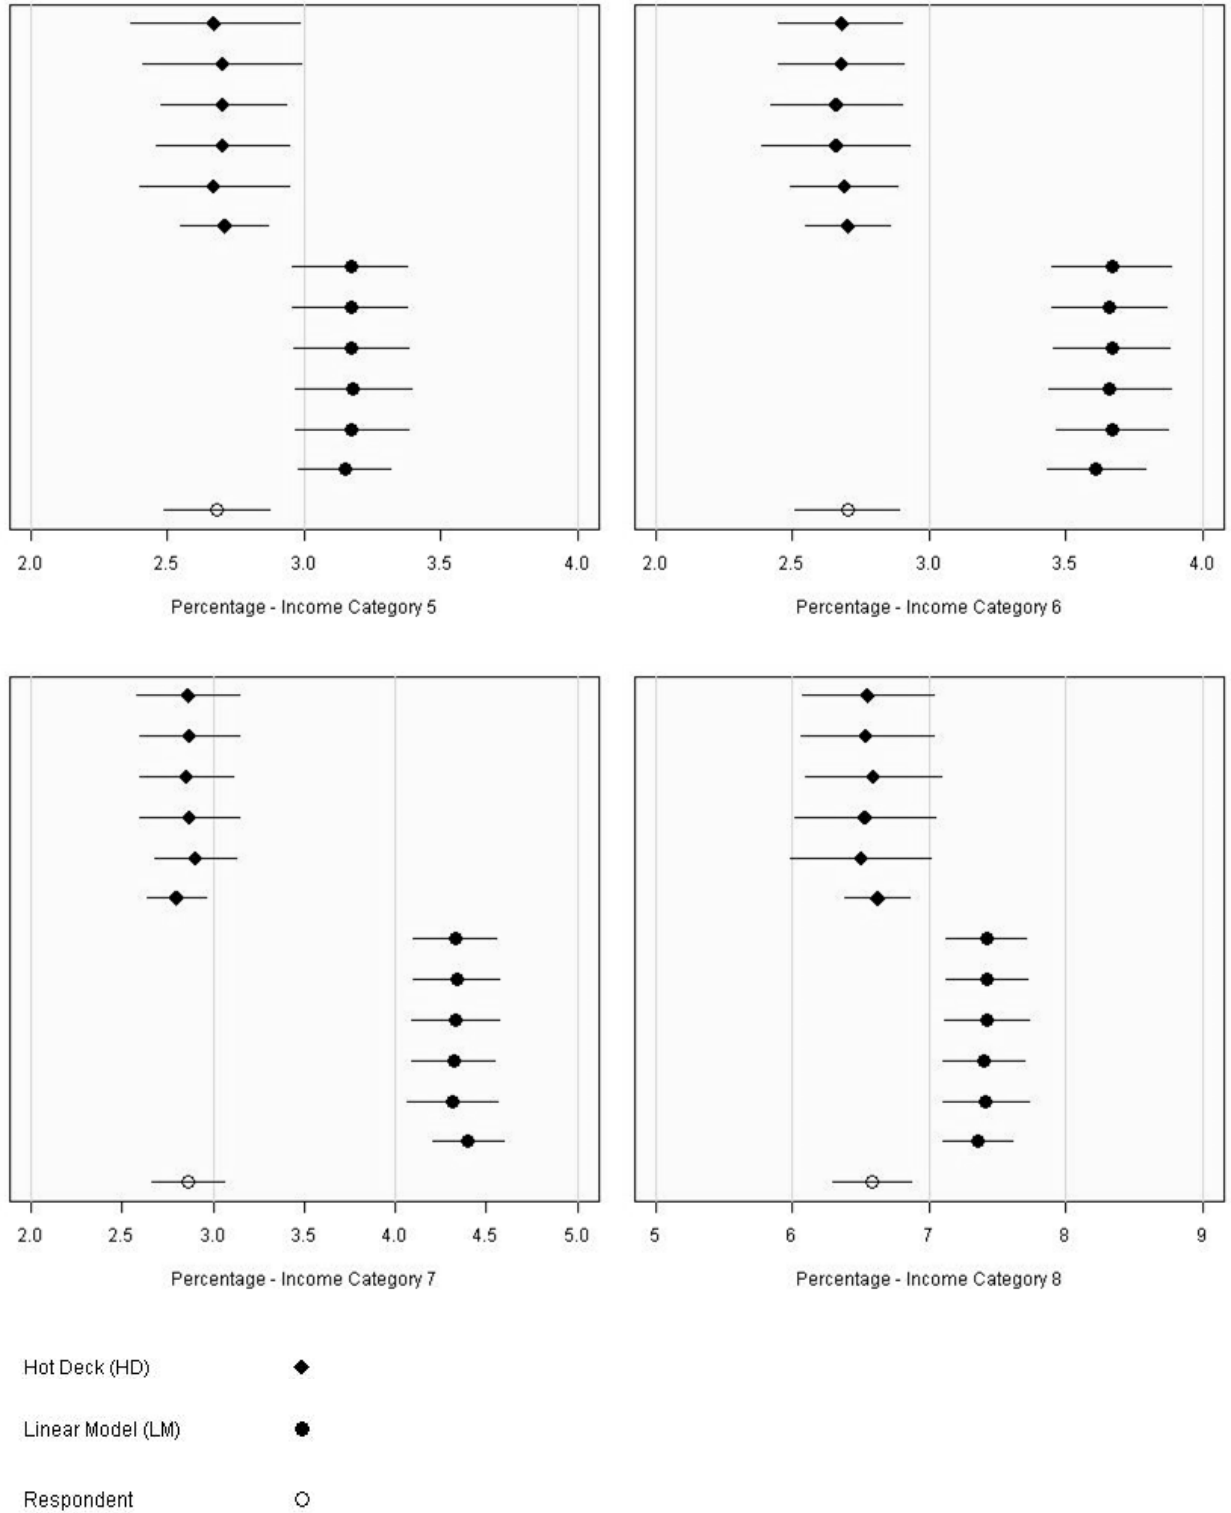 2.0 2.5 3.0 3.5 4.0
Percentage - Income Category 5
2.0 2.5 3.0 3.5 4.0
Percentage - Income Category 6
2.0 2.5 3.0 3.5 4.0 4.5 5.0
Percentage - Income Category 7
5 6 7 8 9
Percentage - Income Category 8
Hot Deck (HD)
Linear Model (LM)
Respondent